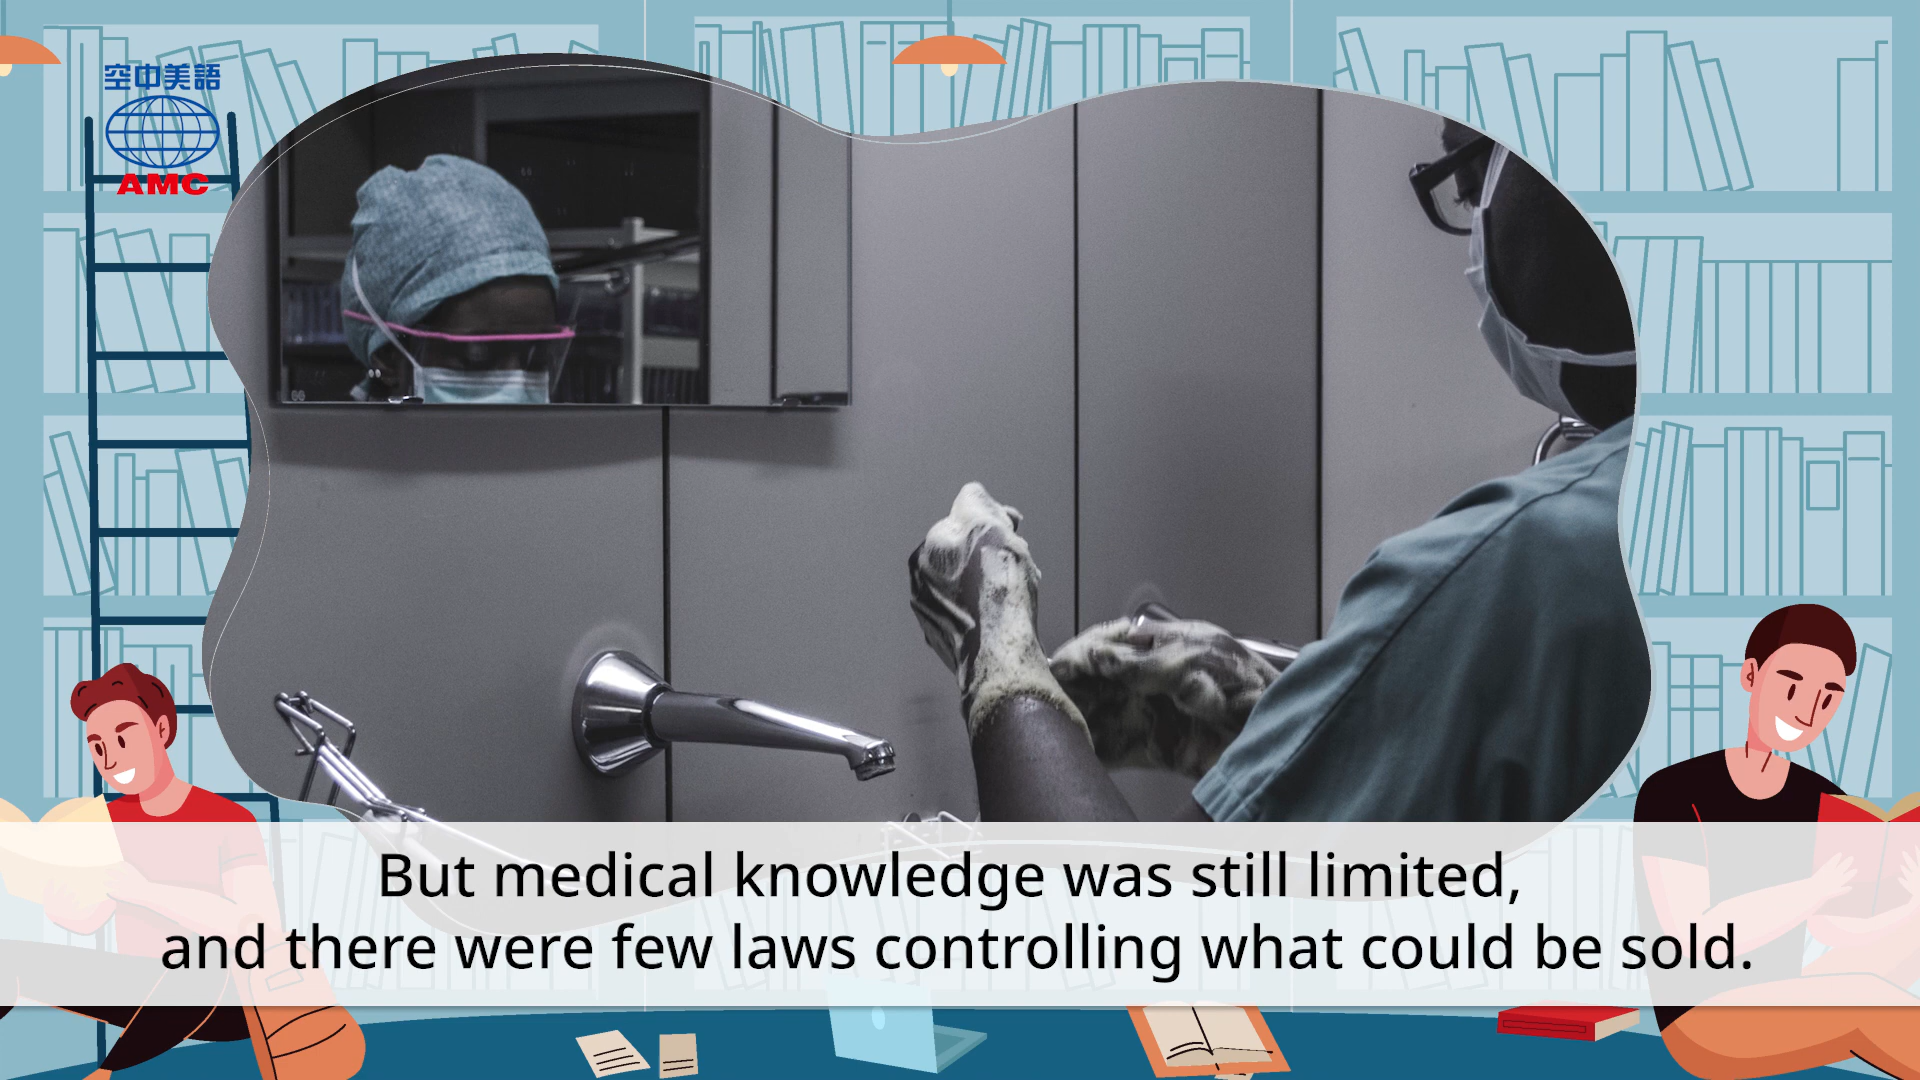 空中美語
AMC
But medical knowledge was still limited,
and there were few laws controlling what could be sold.